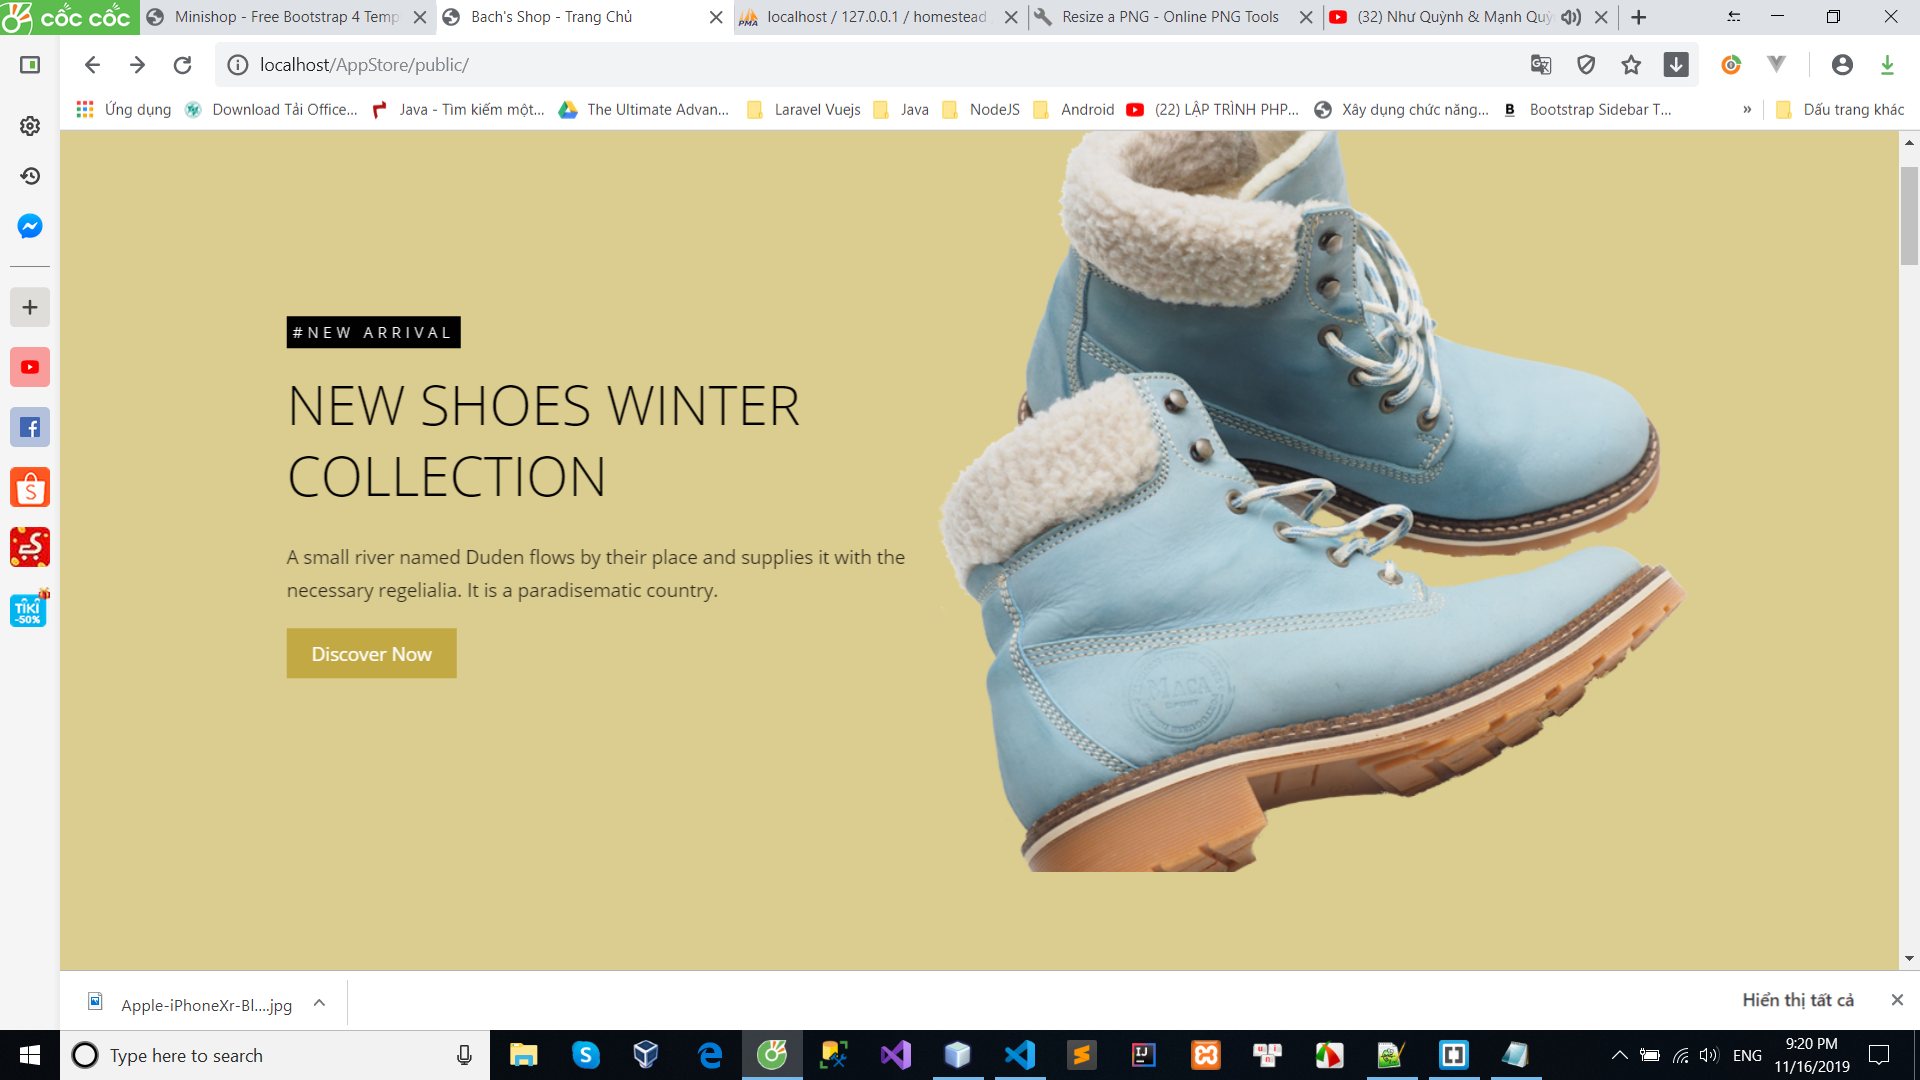 cốc cốc
Minishop - Free Bootstrap 4 Temp
Bach's Shop - Trang Chủ
localhost / 127.0.0.1 / homestead
Resize a PNG - Online PNG Tools
(32) Như Quỳnh & Mạnh Quỳ
localhost/AppStore/public/
Ứng dụng
Download Tải Office...
Java - Tìm kiếm một...
The Ultimate Advan...
Laravel Vuejs
Java
NodeJS
Android
(22) LẬP TRÌNH PHP...
Xây dựng chức năng...
B Bootstrap Sidebar T...
»
Dấu trang khác
#NEW ARRIVAL
NEW SHOES WINTER
COLLECTION
A small river named Duden flows by their place and supplies it with the
necessary regelialia. It is a paradisematic country.
Discover Now
MACA
TIKI
-50%
Apple-iPhoneXr-Bl....jpg
Hiển thị tất cả
Type here to search
ENG
9:20 PM
11/16/2019